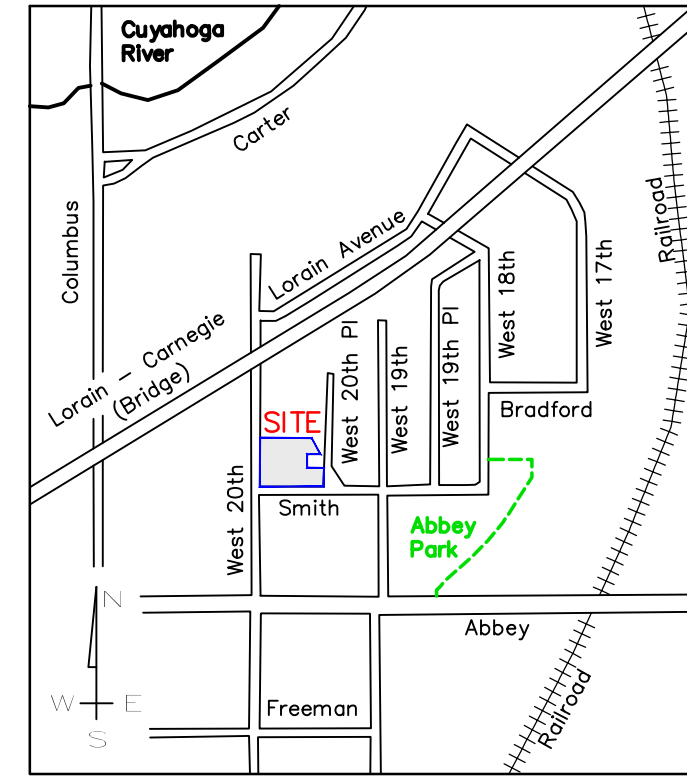 Cuyahoga
River
Carter
Columbus
Railroad
Lorain Avenue
West 18th
West 17th
Lorain - Carnegie
(Bridge)
West 20th Pl
West 19th
West 19th Pl
SITE
Bradford
West 20th
Smith
Abbey
Park
N
Abbey
W E
S
Freeman
Railroad